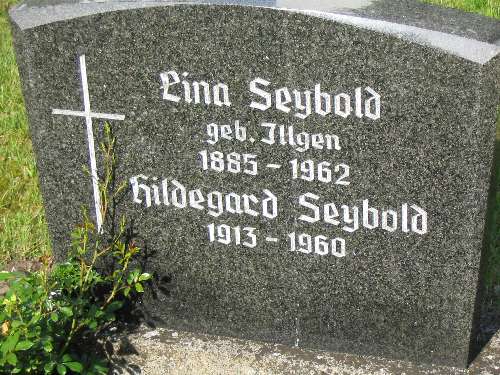 Lina Seybold
geb. Illgen
1885 - 1962
Hildegard Seybold
1913 - 1960